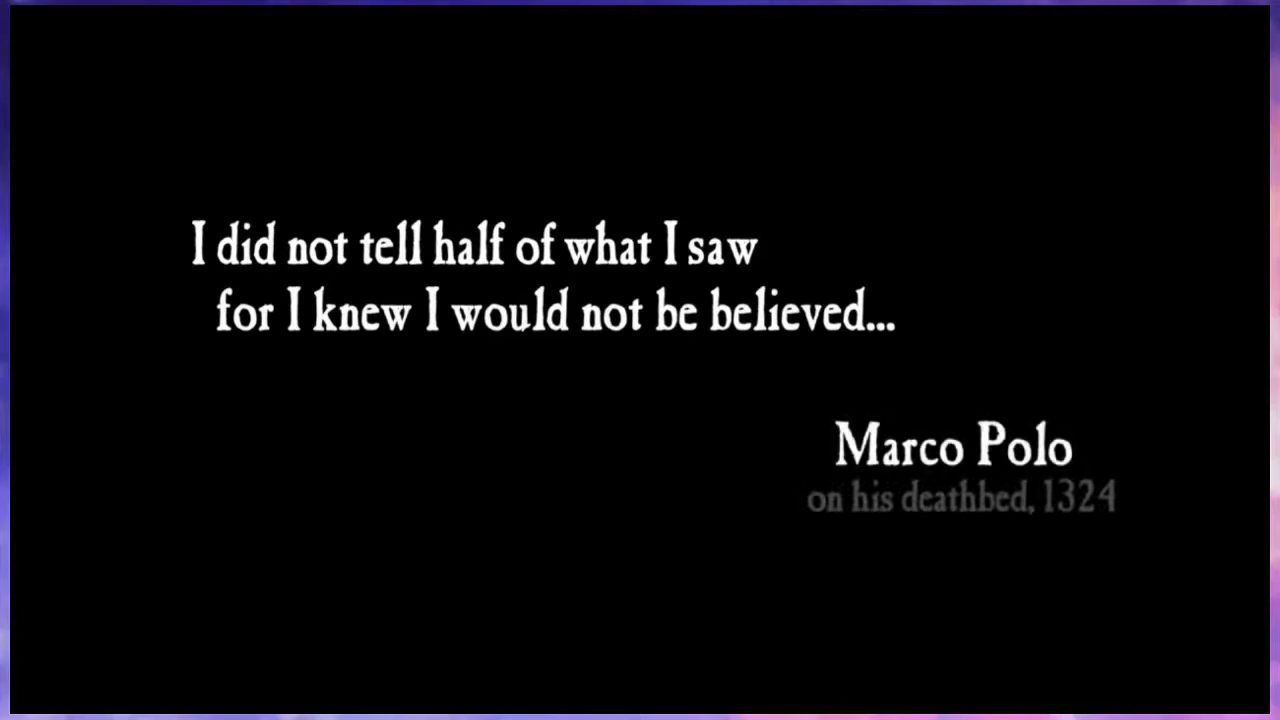 I did not tell half of what I saw
for I knew I would not be believed...
Marco Polo
on his deathbed, 1324